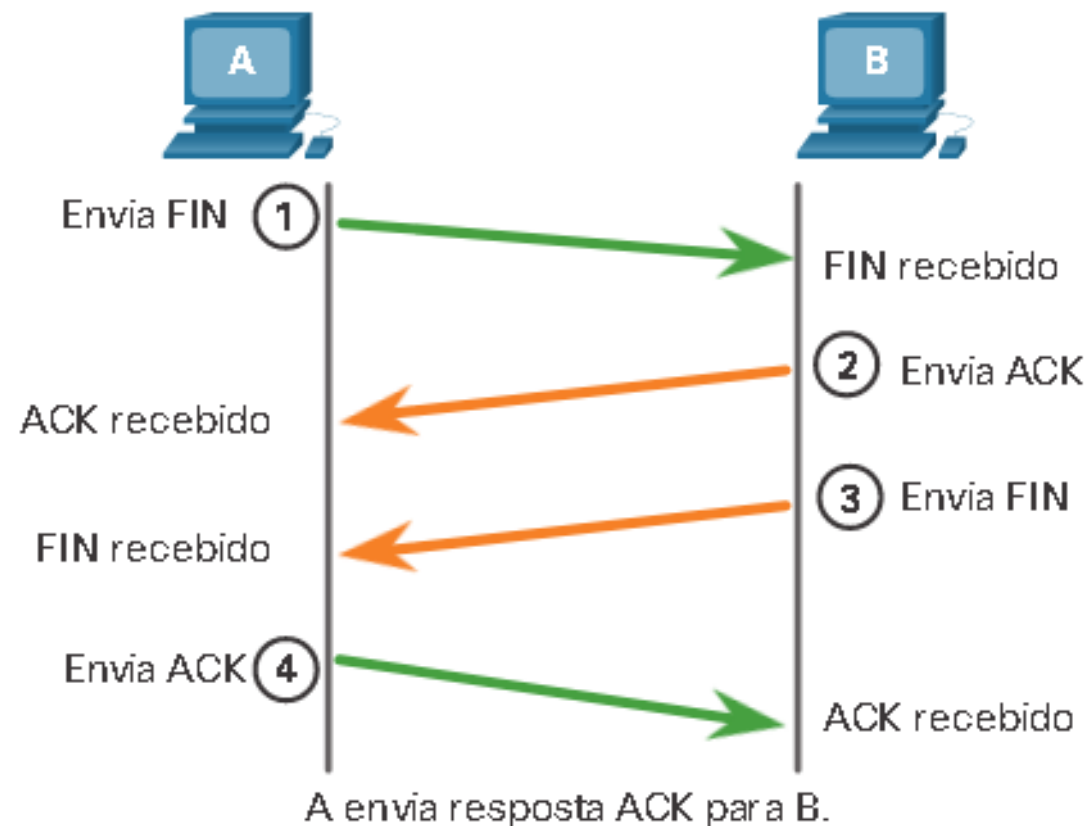 A
B
Envia FIN 1
FIN recebido
2 Envia ACK
ACK recebido
3 Envia FIN
FIN recebido
Envia ACK 4
ACK recebido
A envia resposta ACK para B.